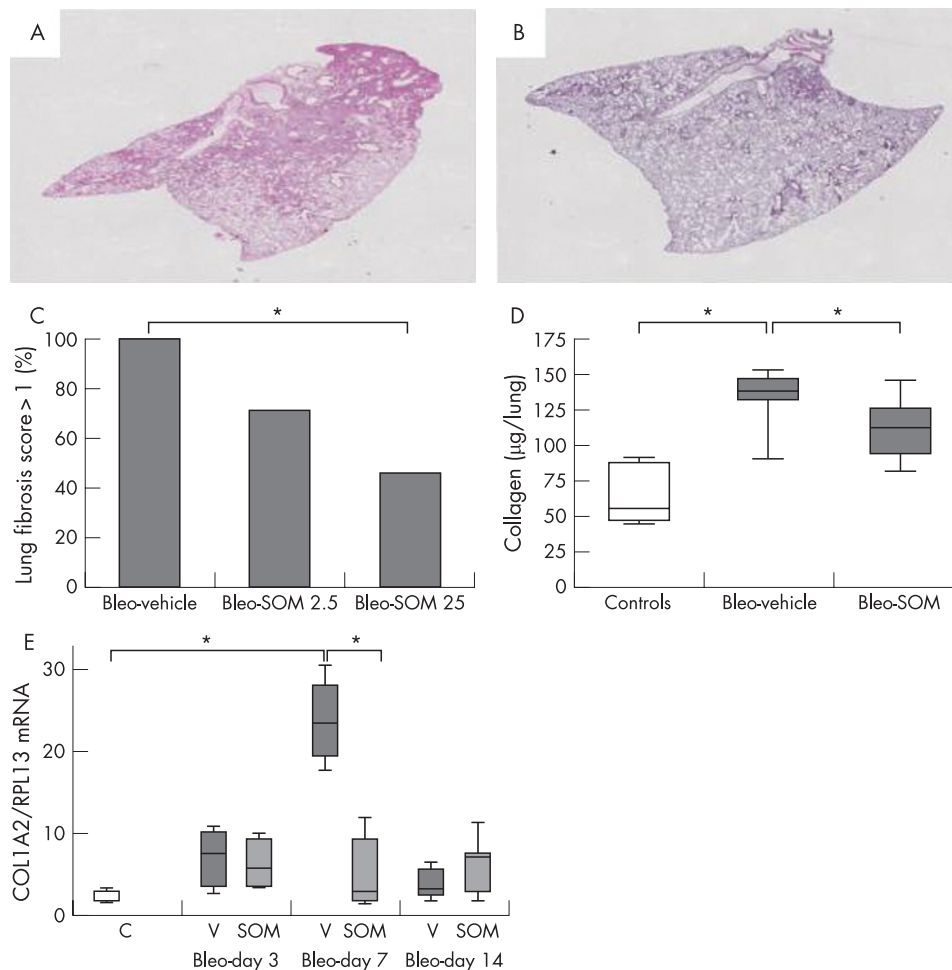 A
B
C
*
Lung fibrosis score > 1 (%)
100
80
60
40
20
0
Bleo-vehicle
Bleo-SOM 2.5
Bleo-SOM 25
D
*
*
Collagen (μg/lung)
175
150
125
100
75
50
25
0
Controls
Bleo-vehicle
Bleo-SOM
E
*
*
COL1A2/RPL13 mRNA
30
20
10
0
C
V
SOM
V
SOM
V
SOM
Bleo-day 3
Bleo-day 7
Bleo-day 14